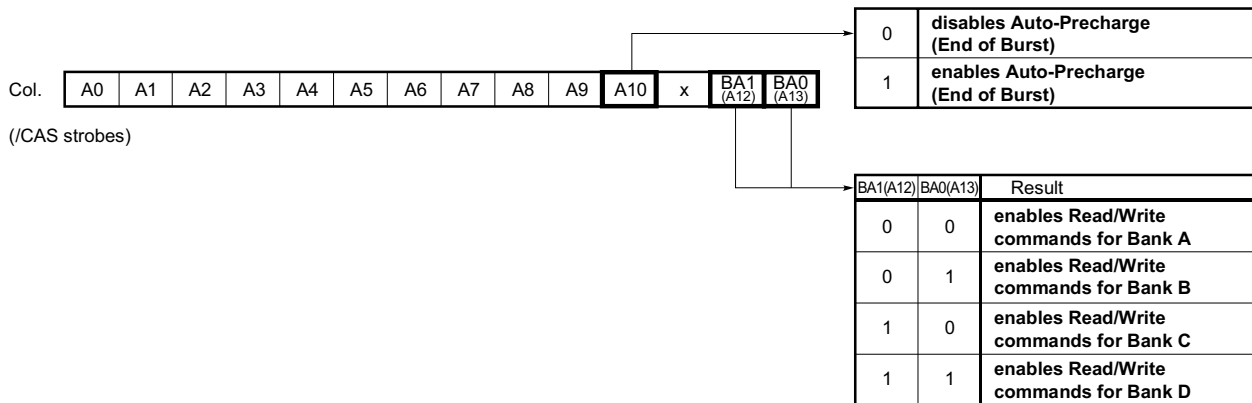 0 disables Auto-Precharge
(End of Burst)
1 enables Auto-Precharge
(End of Burst)
Col. A0 A1 A2 A3 A4 A5 A6 A7 A8 A9 A10 x BA1 BA0
(A12) (A13)
(/CAS strobes)
BA1(A12) BA0(A13) Result
0 0 enables Read/Write
commands for Bank A
0 1 enables Read/Write
commands for Bank B
1 0 enables Read/Write
commands for Bank C
1 1 enables Read/Write
commands for Bank D